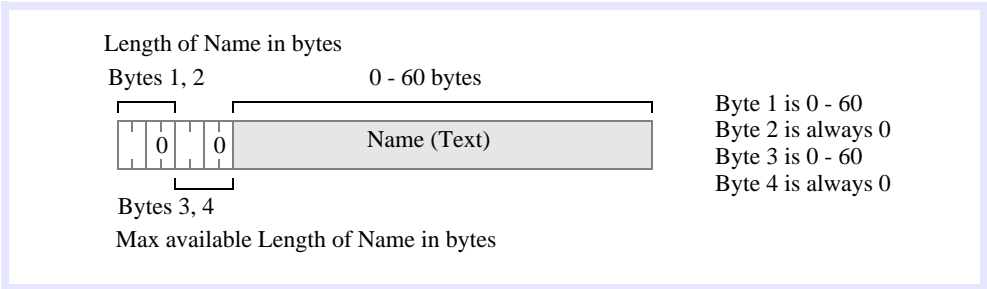 Length of Name in bytes
Bytes 1, 2
0 - 60 bytes
0
0
Name (Text)
Bytes 3, 4
Max available Length of Name in bytes
Byte 1 is 0 - 60
Byte 2 is always 0
Byte 3 is 0 - 60
Byte 4 is always 0